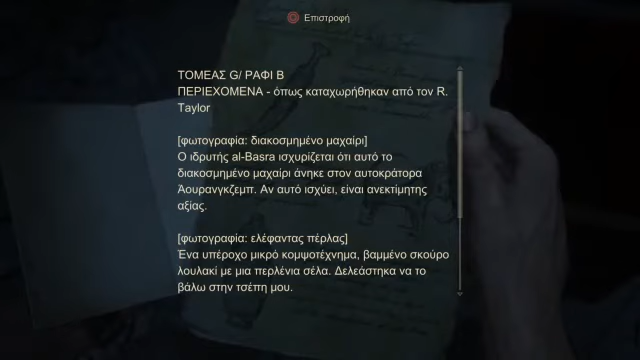 Επιστροφή
ΤΟΜΕΑΣ G/ ΡΑΦΙ Β
ΠΕΡΙΕΧΟΜΕΝΑ - όπως καταχωρήθηκαν από τον R.
Taylor
[φωτογραφία: διακοσμημένο μαχαίρι]
Ο ιδρυτής al-Basra ισχυρίζεται ότι αυτό το
διακοσμημένο μαχαίρι άνηκε στον αυτοκράτορα
Άουρανγκζεμπ. Αν αυτό ισχύει, είναι ανεκτίμητης
αξίας.
[φωτογραφία: ελέφαντας πέρλας]
Ένα υπέροχο μικρό κομψοτέχνημα, βαμμένο σκούρο
λουλακί με μια περλένια σέλα. Δελεάστηκα να το
βάλω στην τσέπη μου.